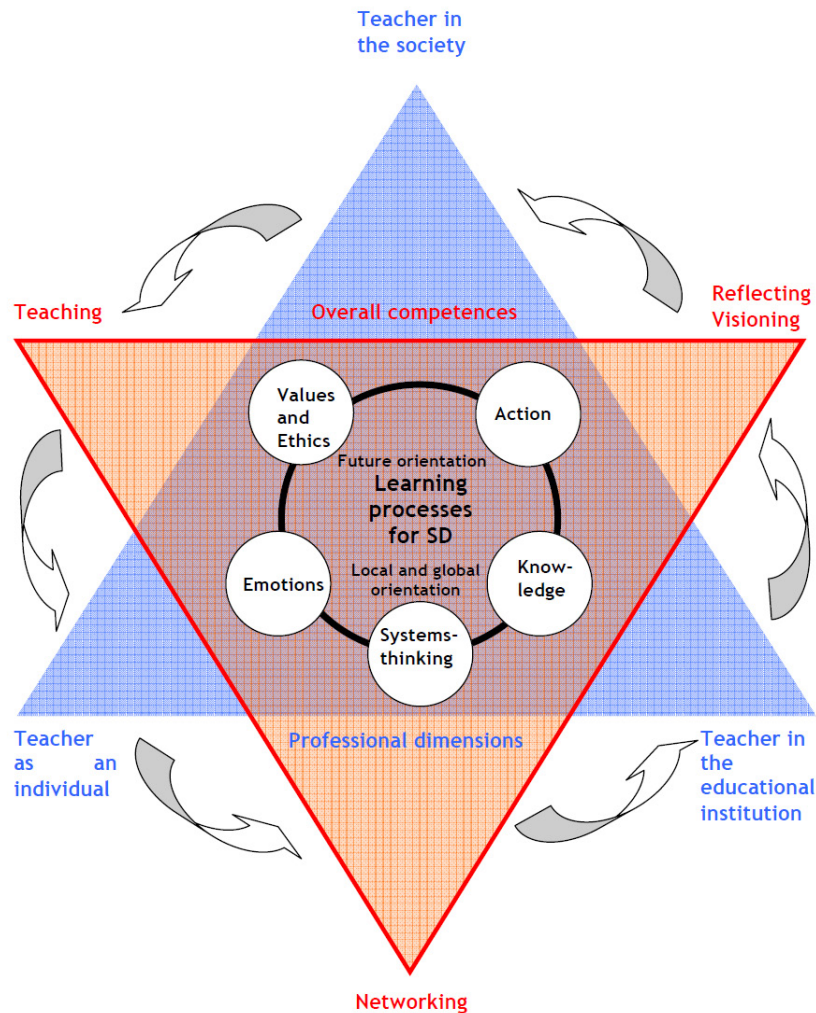 Teacher in
the society
Teaching
Overall competences
Reflecting
Visioning
Values
and
Ethics
Action
Future orientation
Learning
processes
for SD
Local and global
orientation
Emotions
Know-
ledge
Systems-
thinking
Teacher
as an
individual
Professional dimensions
Teacher in
the
educational
institution
Networking